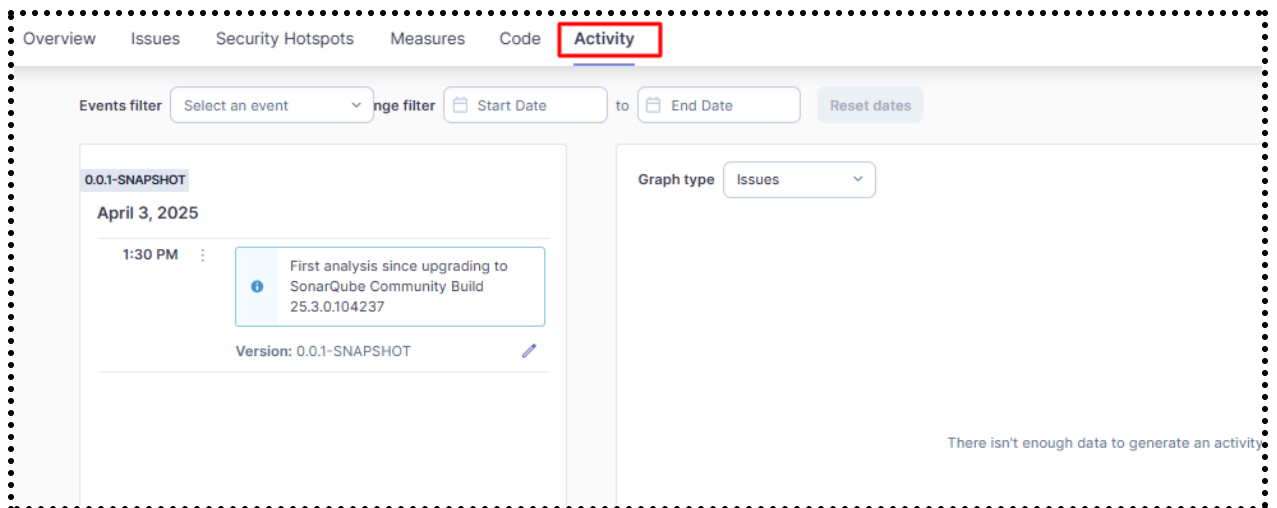 Overview Issues Security Hotspots Measures Code Activity
Events filter Select an event nge filter Start Date to End Date Reset dates
0.0.1-SNAPSHOT
Graph type Issues
April 3, 2025
1:30 PM
First analysis since upgrading to
SonarQube Community Build
25.3.0.104237
Version: 0.0.1-SNAPSHOT
There isn't enough data to generate an activity